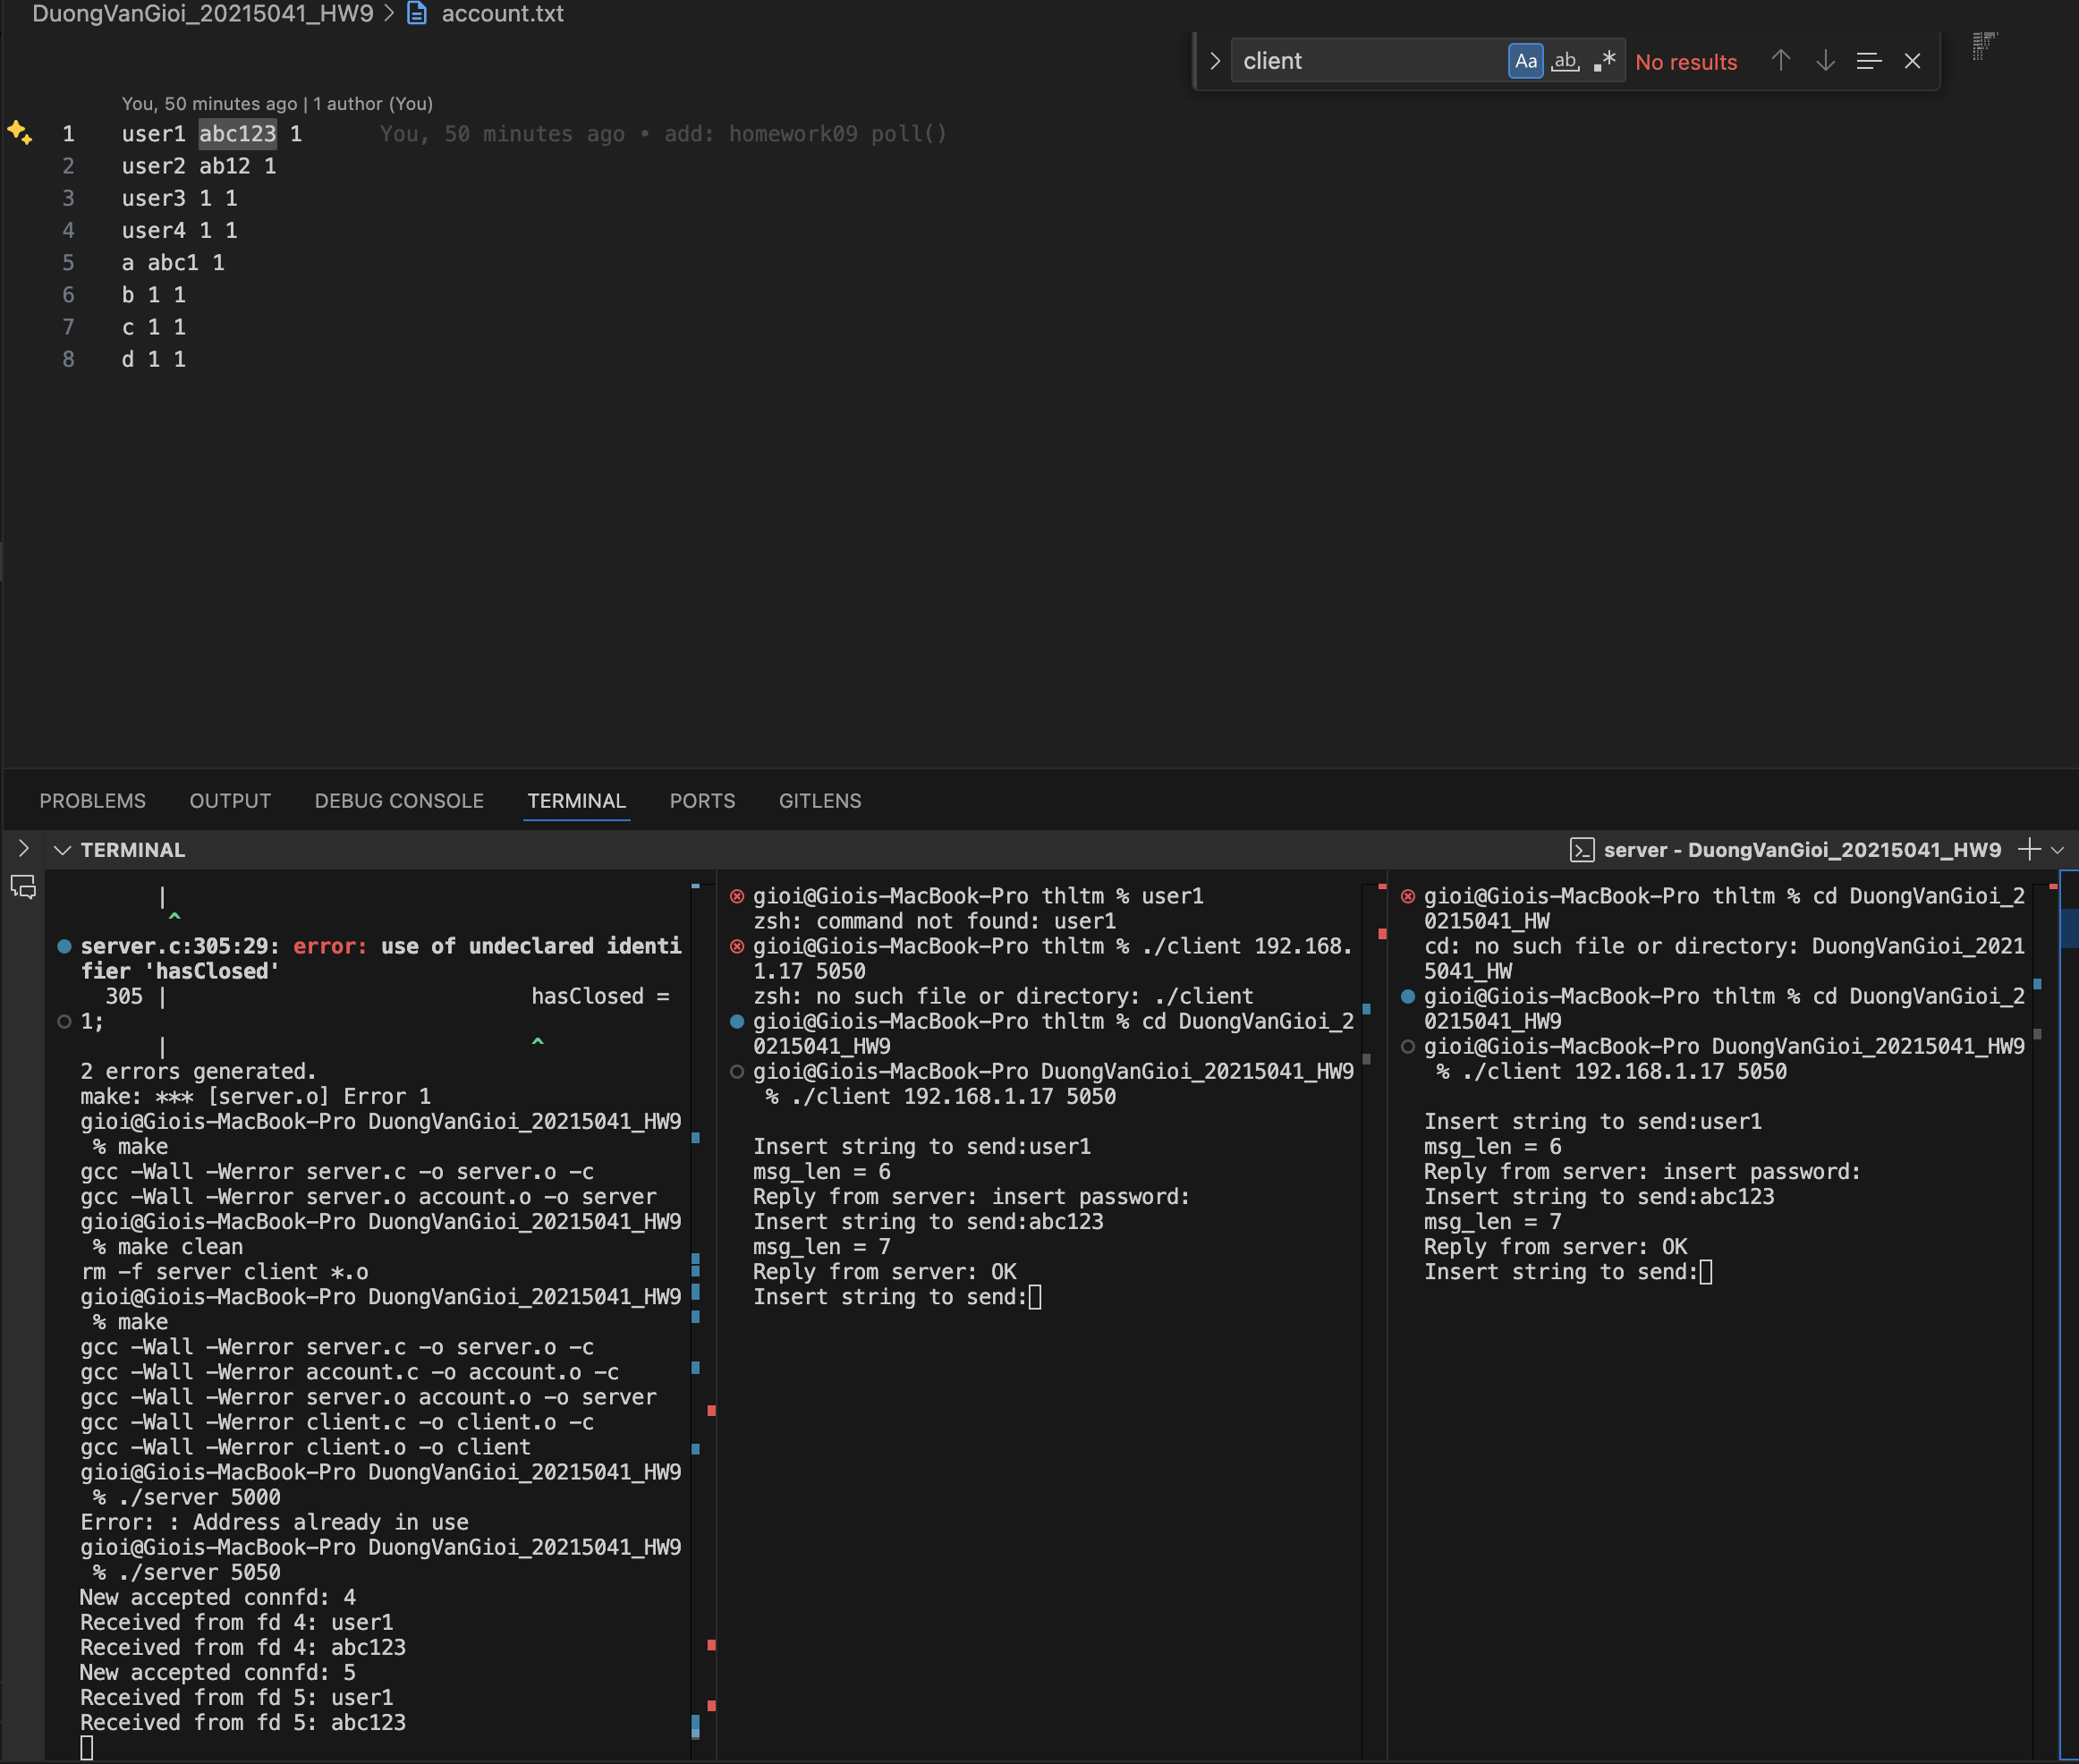 DuongVanGioi_20215041_HW9 > account.txt
client Aa ab .* No results
You, 50 minutes ago | 1 author (You)
1 user1 abc123 1 You, 50 minutes ago • add: homework09 poll()
2 user2 ab12 1
3 user3 1 1
4 user4 1 1
5 a abc1 1
6 b 1 1
7 c 1 1
8 d 1 1
PROBLEMS OUTPUT DEBUG CONSOLE TERMINAL PORTS GITLENS
TERMINAL
server - DuongVanGioi_20215041_HW9
|
^
server.c:305:29: error: use of undeclared identi
fier 'hasClosed'
305 | hasClosed =
1;
| ^
2 errors generated.
make: *** [server.o] Error 1
gioi@Giois-MacBook-Pro DuongVanGioi_20215041_HW9
% make
gcc -Wall -Werror server.c -o server.o -c
gcc -Wall -Werror server.o account.o -o server
gioi@Giois-MacBook-Pro DuongVanGioi_20215041_HW9
% make clean
rm -f server client *.o
gioi@Giois-MacBook-Pro DuongVanGioi_20215041_HW9
% make
gcc -Wall -Werror server.c -o server.o -c
gcc -Wall -Werror account.c -o account.o -c
gcc -Wall -Werror server.o account.o -o server
gcc -Wall -Werror client.c -o client.o -c
gcc -Wall -Werror client.o -o client
gioi@Giois-MacBook-Pro DuongVanGioi_20215041_HW9
% ./server 5000
Error: : Address already in use
gioi@Giois-MacBook-Pro DuongVanGioi_20215041_HW9
% ./server 5050
New accepted connfd: 4
Received from fd 4: user1
Received from fd 4: abc123
New accepted connfd: 5
Received from fd 5: user1
Received from fd 5: abc123
gioi@Giois-MacBook-Pro thltm % user1
zsh: command not found: user1
gioi@Giois-MacBook-Pro thltm % ./client 192.168.
1.17 5050
zsh: no such file or directory: ./client
gioi@Giois-MacBook-Pro thltm % cd DuongVanGioi_2
0215041_HW9
gioi@Giois-MacBook-Pro DuongVanGioi_20215041_HW9
% ./client 192.168.1.17 5050
Insert string to send:user1
msg_len = 6
Reply from server: insert password:
Insert string to send:abc123
msg_len = 7
Reply from server: OK
Insert string to send:
gioi@Giois-MacBook-Pro thltm % cd DuongVanGioi_2
0215041_HW
cd: no such file or directory: DuongVanGioi_2021
5041_HW
gioi@Giois-MacBook-Pro thltm % cd DuongVanGioi_2
0215041_HW9
gioi@Giois-MacBook-Pro DuongVanGioi_20215041_HW9
% ./client 192.168.1.17 5050
Insert string to send:user1
msg_len = 6
Reply from server: insert password:
Insert string to send:abc123
msg_len = 7
Reply from server: OK
Insert string to send: